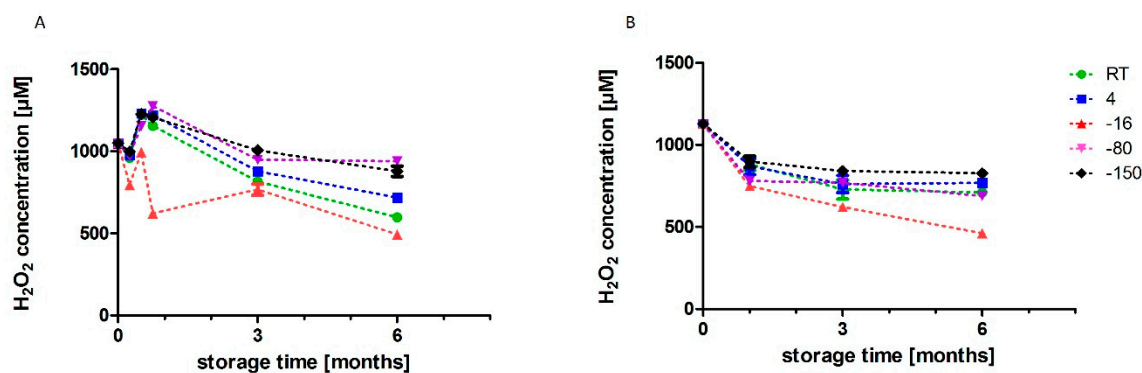 A
1500
1000
500
0
H₂O₂ concentration [µM]
0 3 6
storage time [months]
B
1500
1000
500
0
H₂O₂ concentration [µM]
0 3 6
storage time [months]
RT
4
-16
-80
-150